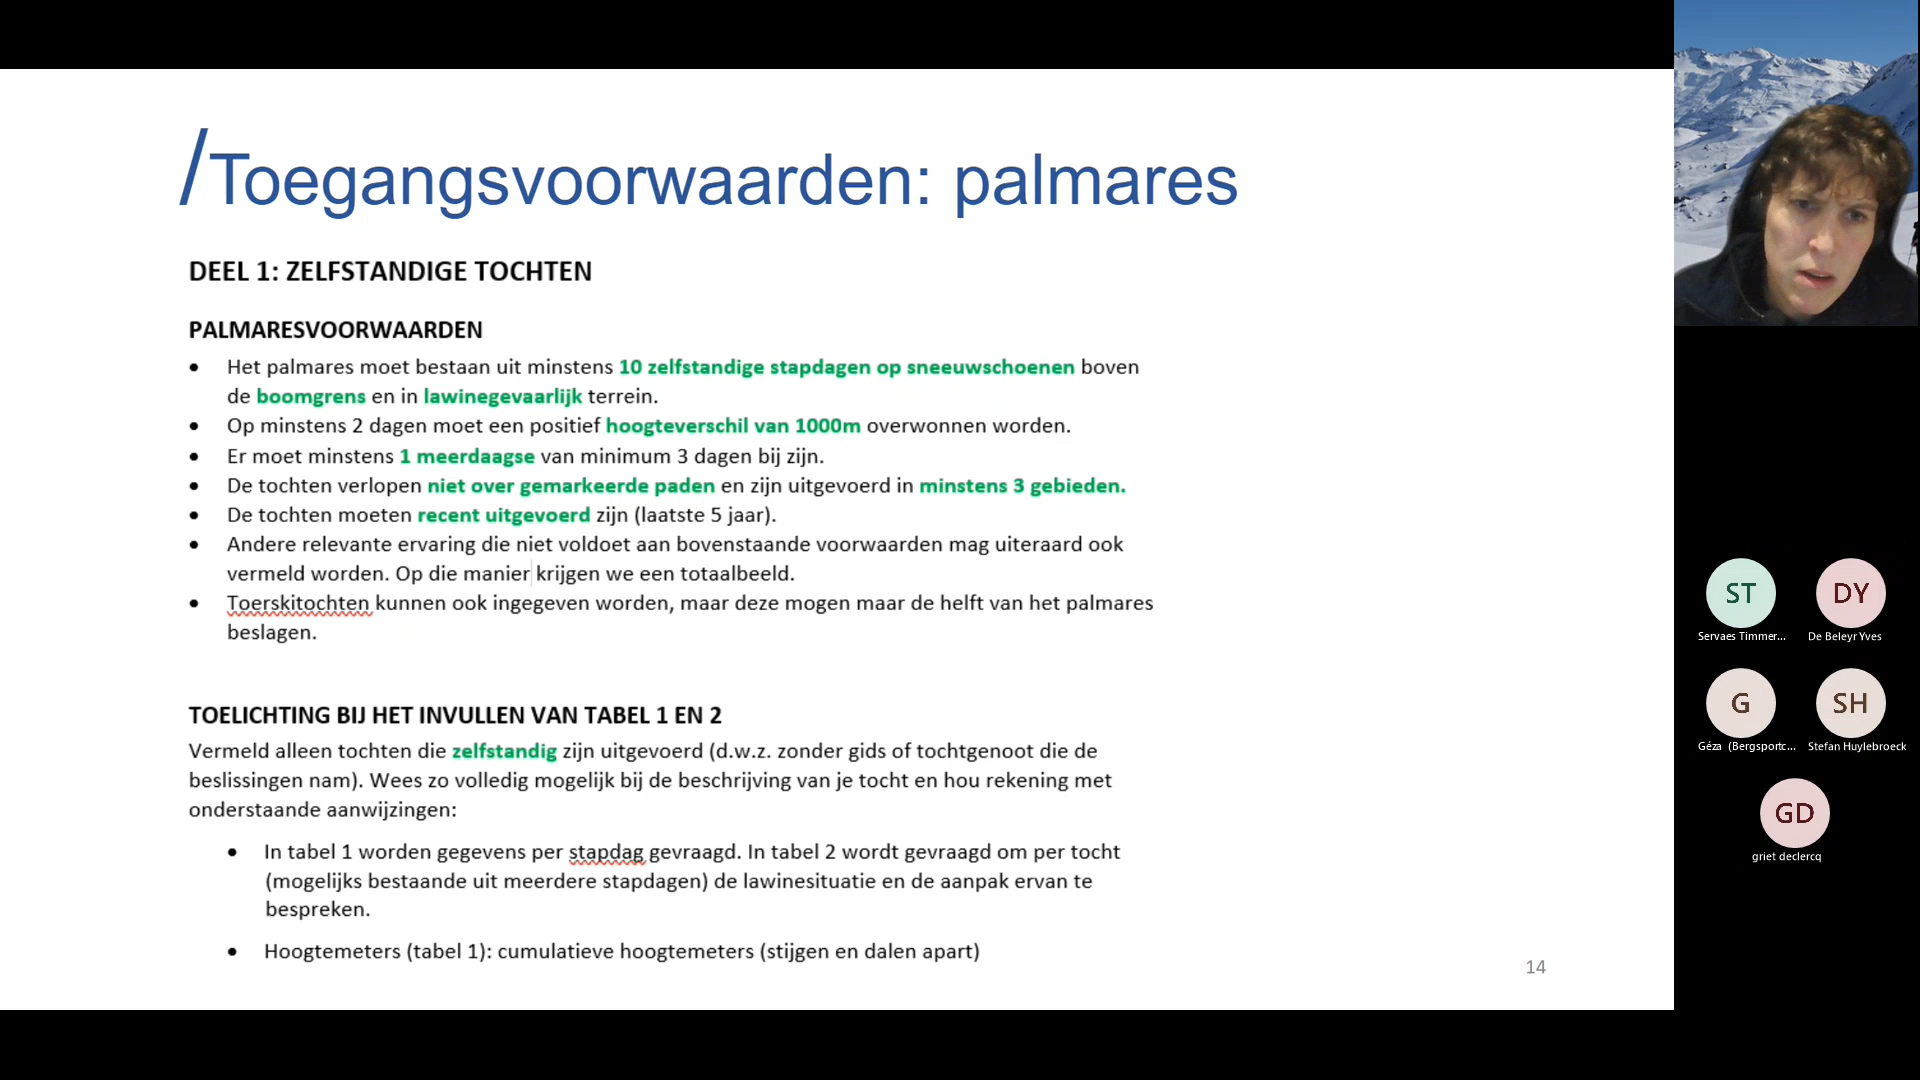 /Toegangsvoorwaarden: palmares
DEEL 1: ZELFSTANDIGE TOCHTEN
PALMARESVOORWAARDEN
• Het palmares moet bestaan uit minstens 10 zelfstandige stapdagen op sneeuwschoenen boven
de boomgrens en in lawinegevaarlijk terrein.
• Op minstens 2 dagen moet een positief hoogteverschil van 1000m overwonnen worden.
• Er moet minstens 1 meerdaagse van minimum 3 dagen bij zijn.
• De tochten verlopen niet over gemarkeerde paden en zijn uitgevoerd in minstens 3 gebieden.
• De tochten moeten recent uitgevoerd zijn (laatste 5 jaar).
• Andere relevante ervaring die niet voldoet aan bovenstaande voorwaarden mag uiteraard ook
vermeld worden. Op die manier krijgen we een totaalbeeld.
• Toerskitochten kunnen ook ingegeven worden, maar deze mogen maar de helft van het palmares
beslagen.
TOELICHTING BIJ HET INVULLEN VAN TABEL 1 EN 2
Vermeld alleen tochten die zelfstandig zijn uitgevoerd (d.w.z. zonder gids of tochtgenoot die de
beslissingen nam). Wees zo volledig mogelijk bij de beschrijving van je tocht en hou rekening met
onderstaande aanwijzingen:
• In tabel 1 worden gegevens per stapdag gevraagd. In tabel 2 wordt gevraagd om per tocht
(mogelijks bestaande uit meerdere stapdagen) de lawinesituatie en de aanpak ervan te
bespreken.
• Hoogtemeters (tabel 1): cumulatieve hoogtemeters (stijgen en dalen apart)
14
ST DY
Servaes Timmer... De Beleyr Yves
G SH
Géza (Bergsportc... Stefan Huylebroeck
GD
griet declercq